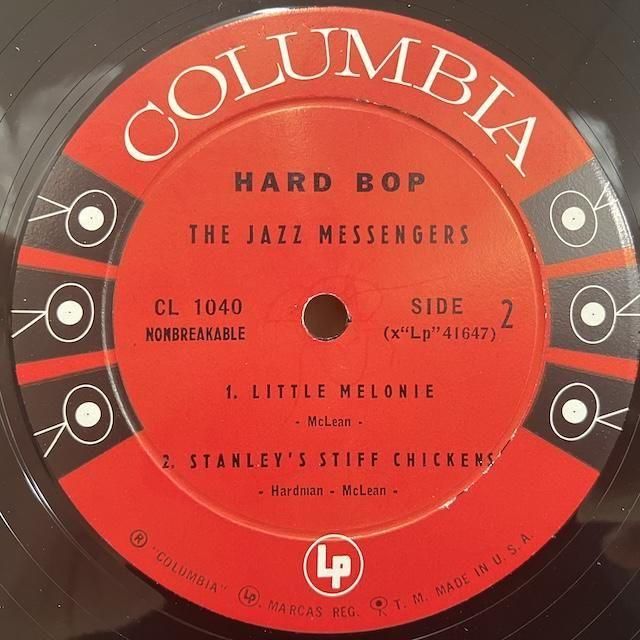 COLUMBIA
HARD BOP
THE JAZZ MESSENGERS
CL 1040
NONBREAKABLE
SIDE 2
(x"Lp"41647)
1. LITTLE MELONIE
- McLean -
2. STANLEY'S STIFF CHICKENS
- Hardman - McLean -
Lp
® "COLUMBIA" Lp. MARCAS REG. T. M. MADE IN U. S. A.